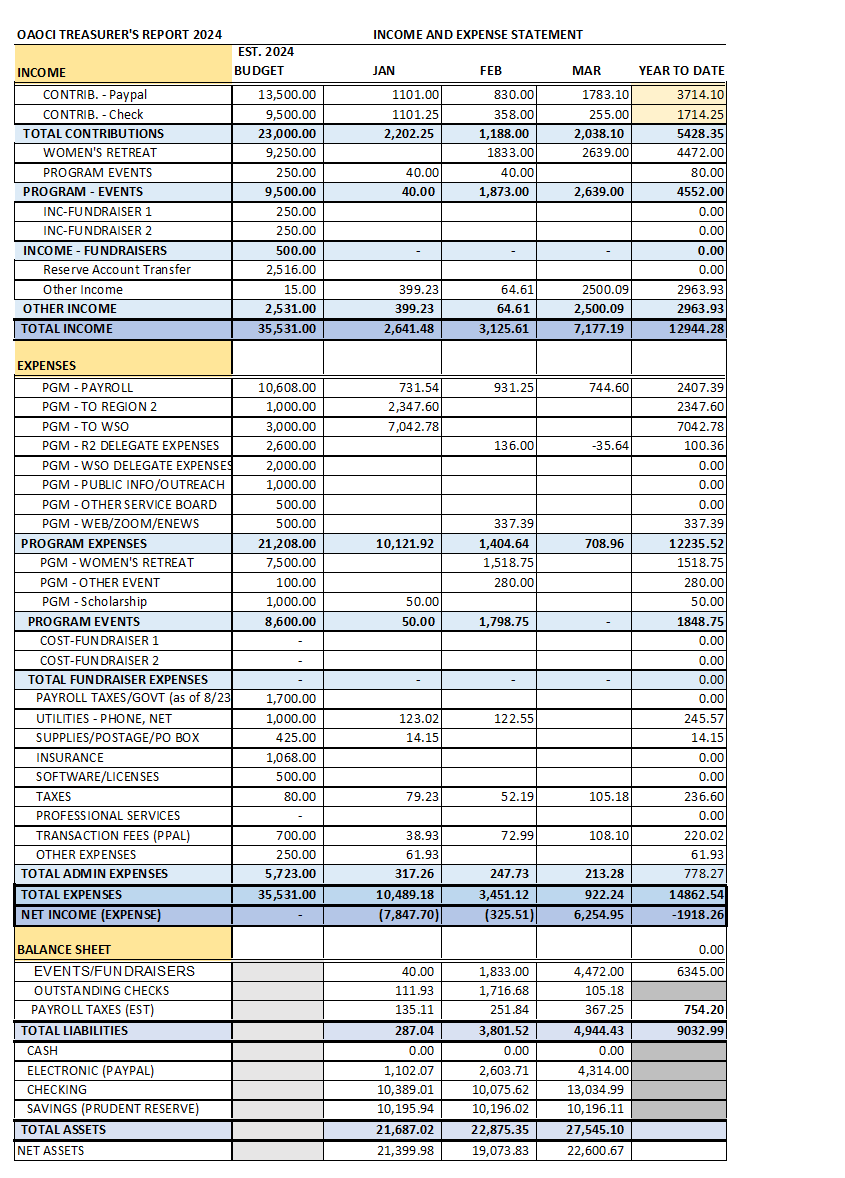 OAOCI TREASURER'S REPORT 2024 INCOME AND EXPENSE STATEMENT
EST. 2024
INCOME BUDGET JAN FEB MAR YEAR TO DATE
CONTRIB. - Paypal 13,500.00 1101.00 830.00 1783.10 3714.10
CONTRIB. - Check 9,500.00 1101.25 358.00 255.00 1714.25
TOTAL CONTRIBUTIONS 23,000.00 2,202.25 1,188.00 2,038.10 5428.35
WOMEN'S RETREAT 9,250.00 1833.00 2639.00 4472.00
PROGRAM EVENTS 250.00 40.00 40.00 80.00
PROGRAM - EVENTS 9,500.00 40.00 1,873.00 2,639.00 4552.00
INC-FUNDRAISER 1 250.00 0.00
INC-FUNDRAISER 2 250.00 0.00
INCOME - FUNDRAISERS 500.00 - - - 0.00
Reserve Account Transfer 2,516.00 0.00
Other Income 15.00 399.23 64.61 2500.09 2963.93
OTHER INCOME 2,531.00 399.23 64.61 2,500.09 2963.93
TOTAL INCOME 35,531.00 2,641.48 3,125.61 7,177.19 12944.28
EXPENSES
PGM - PAYROLL 10,608.00 731.54 931.25 744.60 2407.39
PGM - TO REGION 2 1,000.00 2,347.60 2347.60
PGM - TO WSO 3,000.00 7,042.78 7042.78
PGM - R2 DELEGATE EXPENSES 2,600.00 136.00 -35.64 100.36
PGM - WSO DELEGATE EXPENSES 2,000.00 0.00
PGM - PUBLIC INFO/OUTREACH 1,000.00 0.00
PGM - OTHER SERVICE BOARD 500.00 0.00
PGM - WEB/ZOOM/ENEWS 500.00 337.39 337.39
PROGRAM EXPENSES 21,208.00 10,121.92 1,404.64 708.96 12235.52
PGM - WOMEN'S RETREAT 7,500.00 1,518.75 1518.75
PGM - OTHER EVENT 100.00 280.00 280.00
PGM - Scholarship 1,000.00 50.00 50.00
PROGRAM EVENTS 8,600.00 50.00 1,798.75 - 1848.75
COST-FUNDRAISER 1 - 0.00
COST-FUNDRAISER 2 - 0.00
TOTAL FUNDRAISER EXPENSES - - - - 0.00
PAYROLL TAXES/GOVT (as of 8/23 1,700.00 0.00
UTILITIES - PHONE, NET 1,000.00 123.02 122.55 245.57
SUPPLIES/POSTAGE/PO BOX 425.00 14.15 14.15
INSURANCE 1,068.00 0.00
SOFTWARE/LICENSES 500.00 0.00
TAXES 80.00 79.23 52.19 105.18 236.60
PROFESSIONAL SERVICES - 0.00
TRANSACTION FEES (PPAL) 700.00 38.93 72.99 108.10 220.02
OTHER EXPENSES 250.00 61.93 61.93
TOTAL ADMIN EXPENSES 5,723.00 317.26 247.73 213.28 778.27
TOTAL EXPENSES 35,531.00 10,489.18 3,451.12 922.24 14862.54
NET INCOME (EXPENSE) - (7,847.70) (325.51) 6,254.95 -1918.26
BALANCE SHEET 0.00
EVENTS/FUNDRAISERS 40.00 1,833.00 4,472.00 6345.00
OUTSTANDING CHECKS 111.93 1,716.68 105.18
PAYROLL TAXES (EST) 135.11 251.84 367.25 754.20
TOTAL LIABILITIES 287.04 3,801.52 4,944.43 9032.99
CASH 0.00 0.00 0.00
ELECTRONIC (PAYPAL) 1,102.07 2,603.71 4,314.00
CHECKING 10,389.01 10,075.62 13,034.99
SAVINGS (PRUDENT RESERVE) 10,195.94 10,196.02 10,196.11
TOTAL ASSETS 21,687.02 22,875.35 27,545.10
NET ASSETS 21,399.98 19,073.83 22,600.67